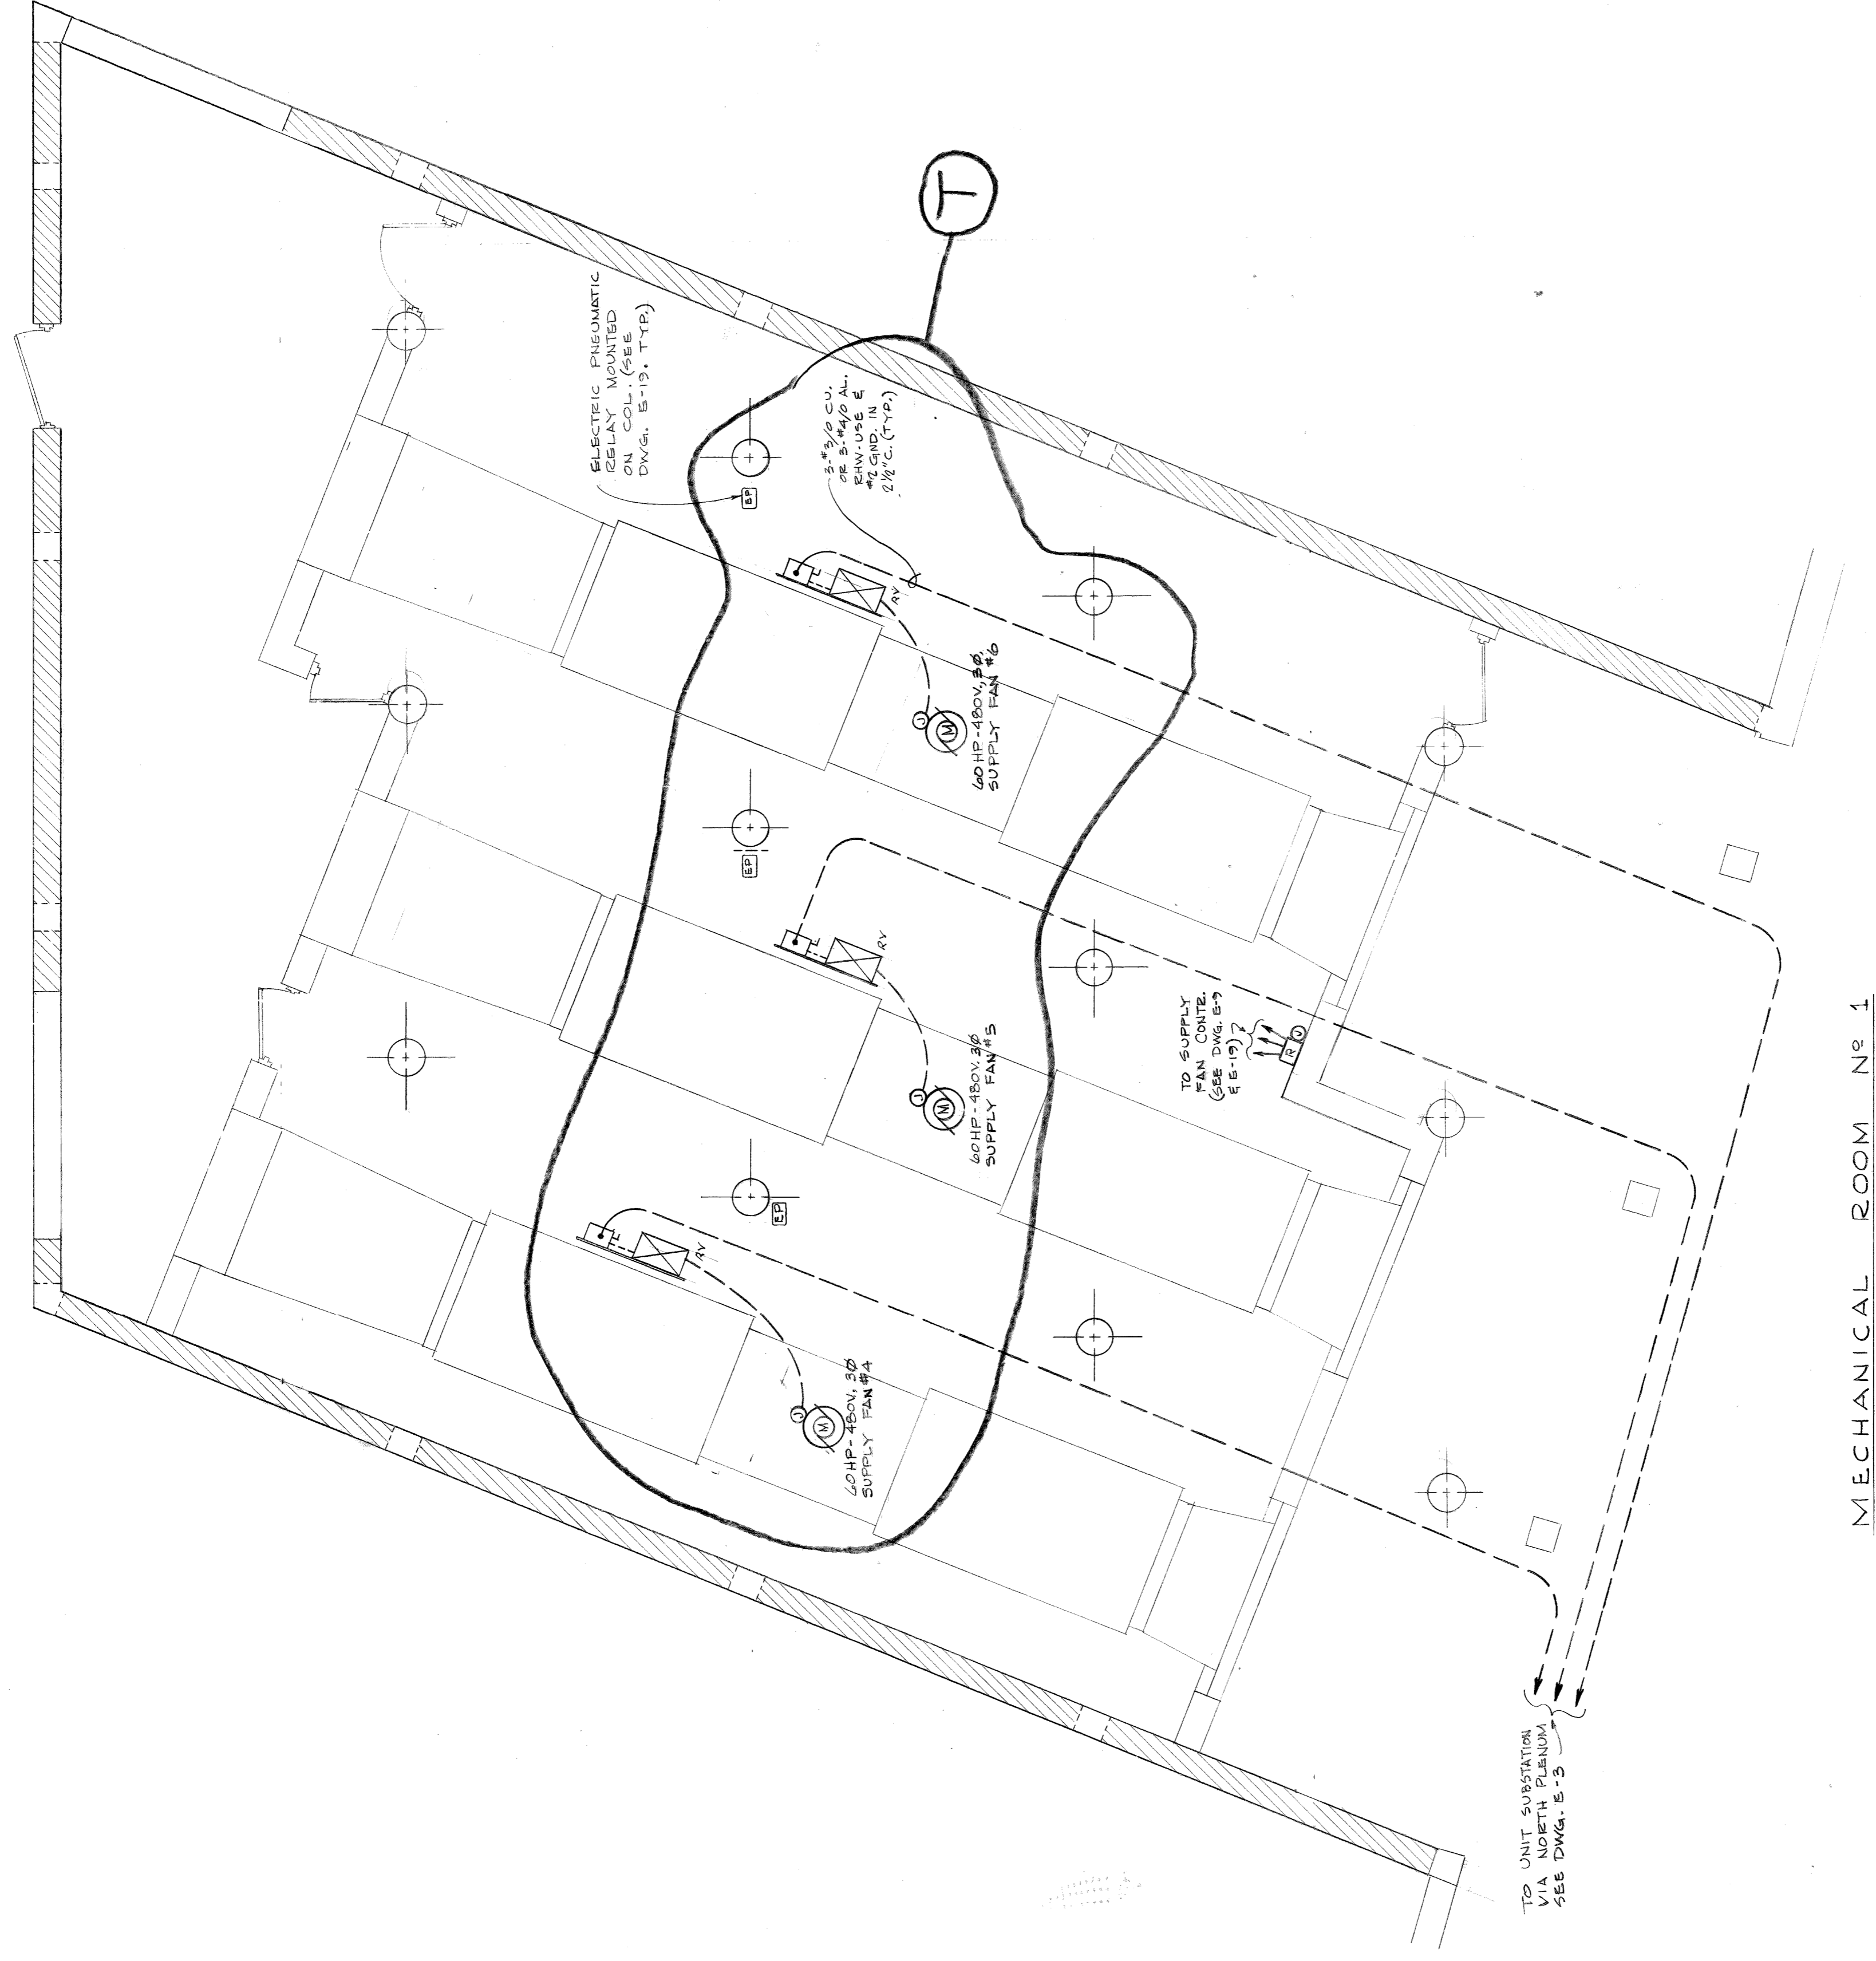 T
ELECTRIC PNEUMATIC
RELAY MOUNTED
ON COL. (SEE
DWG. E-19. TYP.)
3-#3/0 CU.
OR 3-#4/0 AL.
RHW-USE &
#2 GND. IN
2½"C. (TYP.)
EP
RV
J
M
60HP-480V., 3Ø,
SUPPLY FAN #6
EP
RV
J
M
60HP-480V. 3Ø
SUPPLY FAN #5
EP
RV
J
M
60HP-480V, 3Ø
SUPPLY FAN #4
TO SUPPLY
FAN CONTR.
(SEE DWG. E-9
& E-19)
R
J
TO UNIT SUBSTATION
VIA NORTH PLENUM
SEE DWG. E-3
MECHANICAL ROOM Nº 1